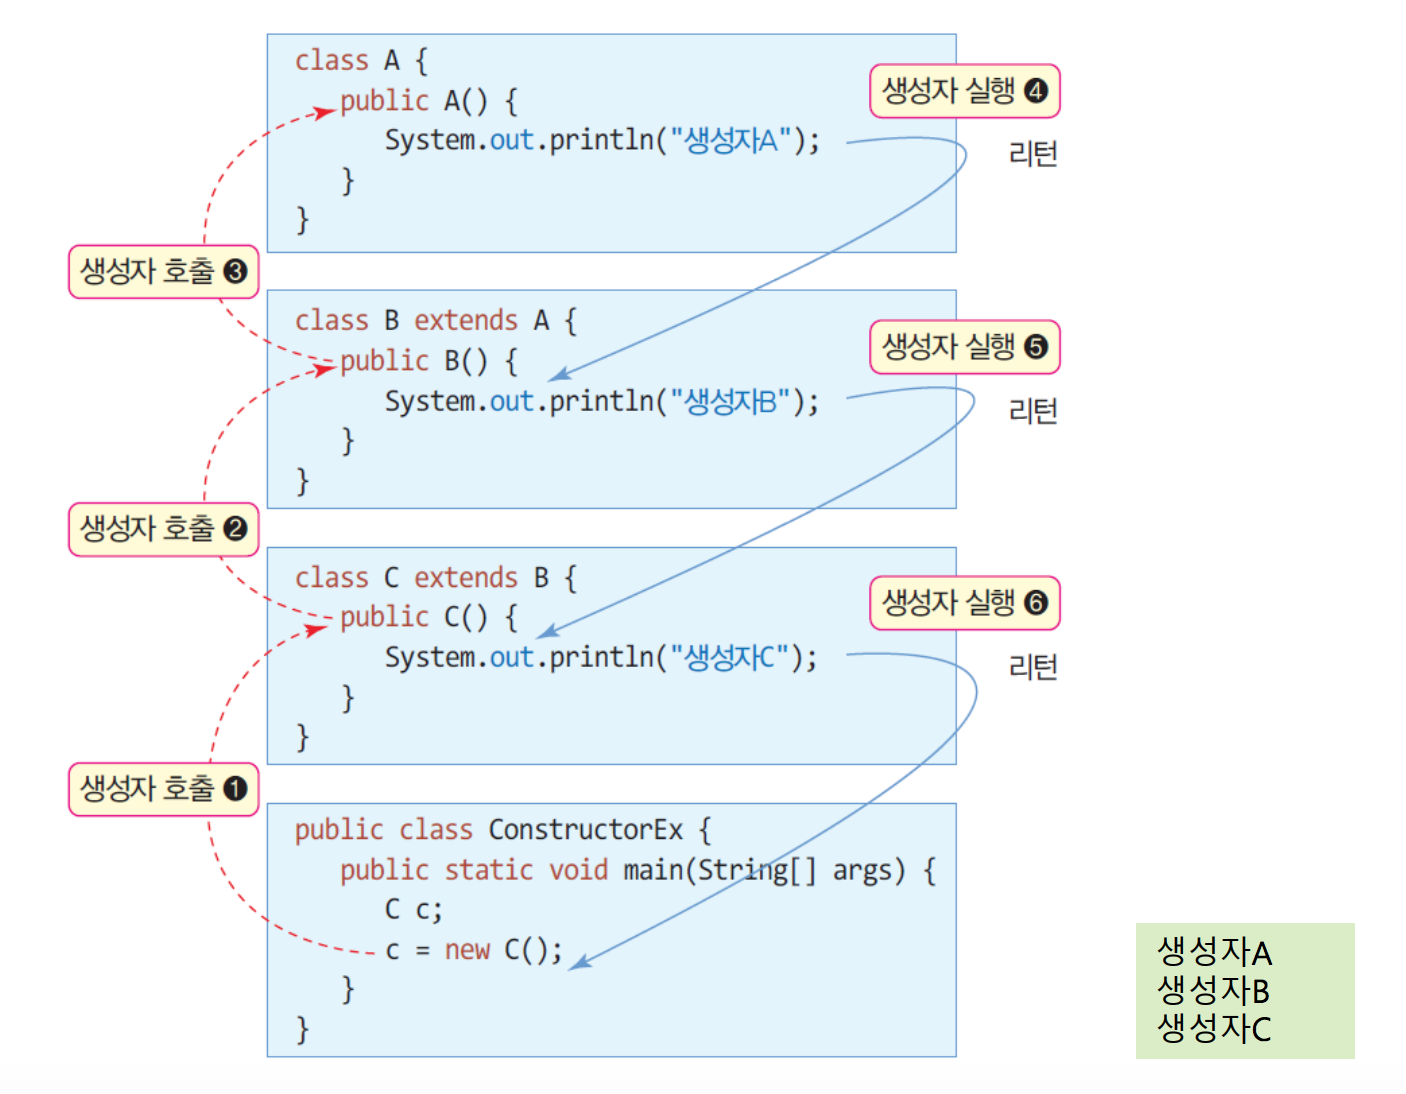 class A {
public A() {
System.out.println("생성자A");
}
}
생성자 실행 ❹
리턴
생성자 호출 ❸
class B extends A {
public B() {
System.out.println("생성자B");
}
}
생성자 실행 ❺
리턴
생성자 호출 ❷
class C extends B {
public C() {
System.out.println("생성자C");
}
}
생성자 실행 ❻
리턴
생성자 호출 ❶
public class ConstructorEx {
public static void main(String[] args) {
C c;
c = new C();
}
}
생성자A
생성자B
생성자C